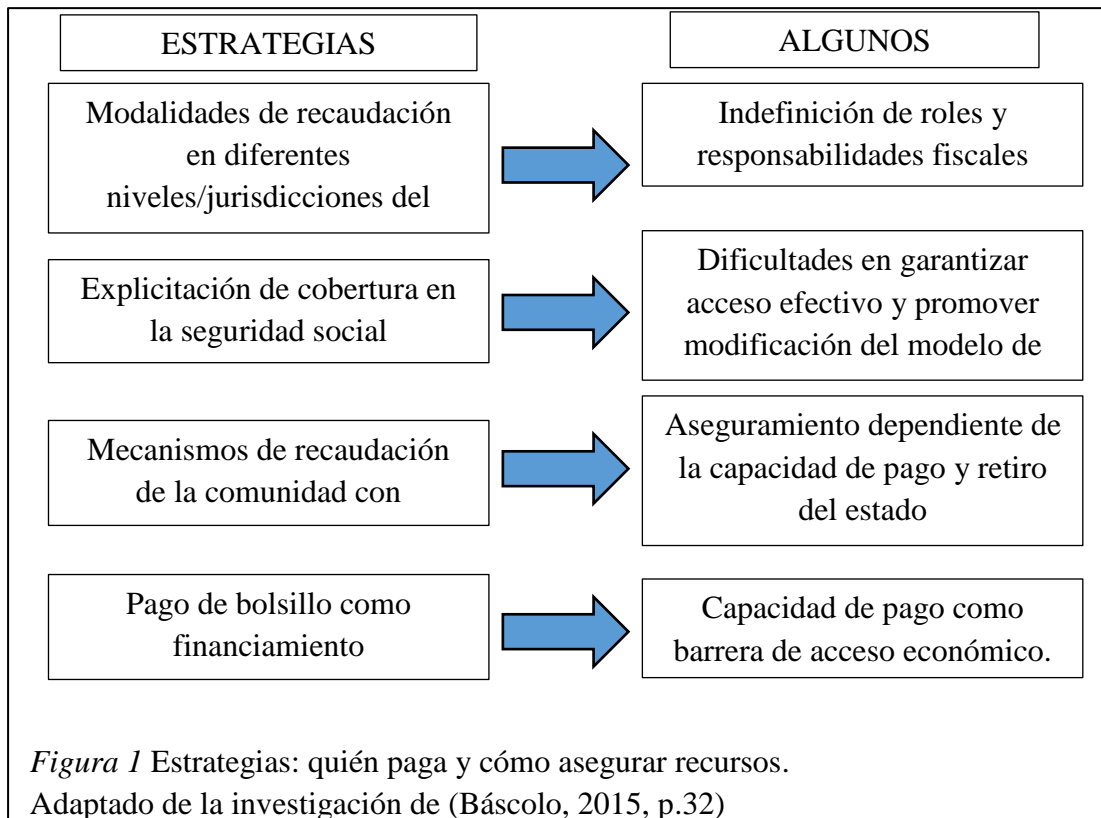 ESTRATEGIAS
ALGUNOS
Modalidades de recaudación
en diferentes
niveles/jurisdicciones del
Indefinición de roles y
responsabilidades fiscales
Explicitación de cobertura en
la seguridad social
Dificultades en garantizar
acceso efectivo y promover
modificación del modelo de
Mecanismos de recaudación
de la comunidad con
Aseguramiento dependiente de
la capacidad de pago y retiro
del estado
Pago de bolsillo como
financiamiento
Capacidad de pago como
barrera de acceso económico.
Figura 1 Estrategias: quién paga y cómo asegurar recursos.
Adaptado de la investigación de (Báscolo, 2015, p.32)